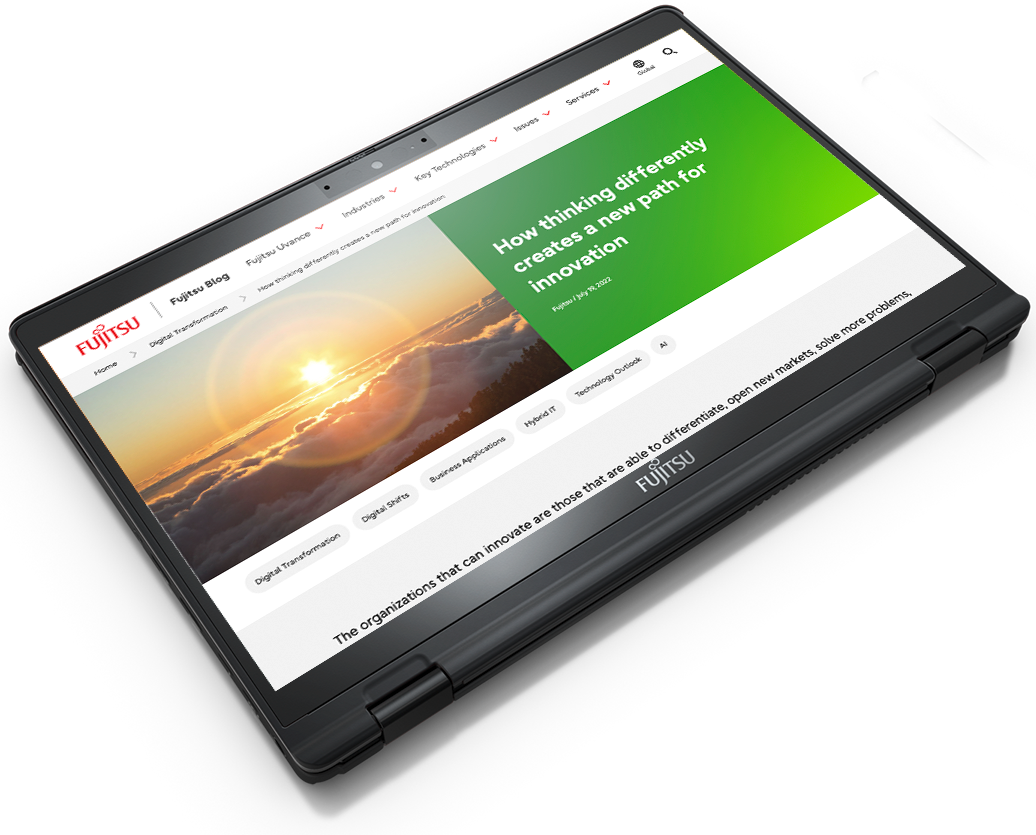 FUJITSU
Fujitsu Blog
Fujitsu Uvance
Industries
Key Technologies
Issues
Services
Global
Home
Digital Transformation
How thinking differently creates a new path for innovation
How thinking differently
creates a new path for
innovation
Fujitsu / July 19, 2022
Digital Transformation
Digital Shifts
Business Applications
Hybrid IT
Technology Outlook
AI
The organizations that can innovate are those that are able to differentiate, open new markets, solve more problems,
FUJITSU